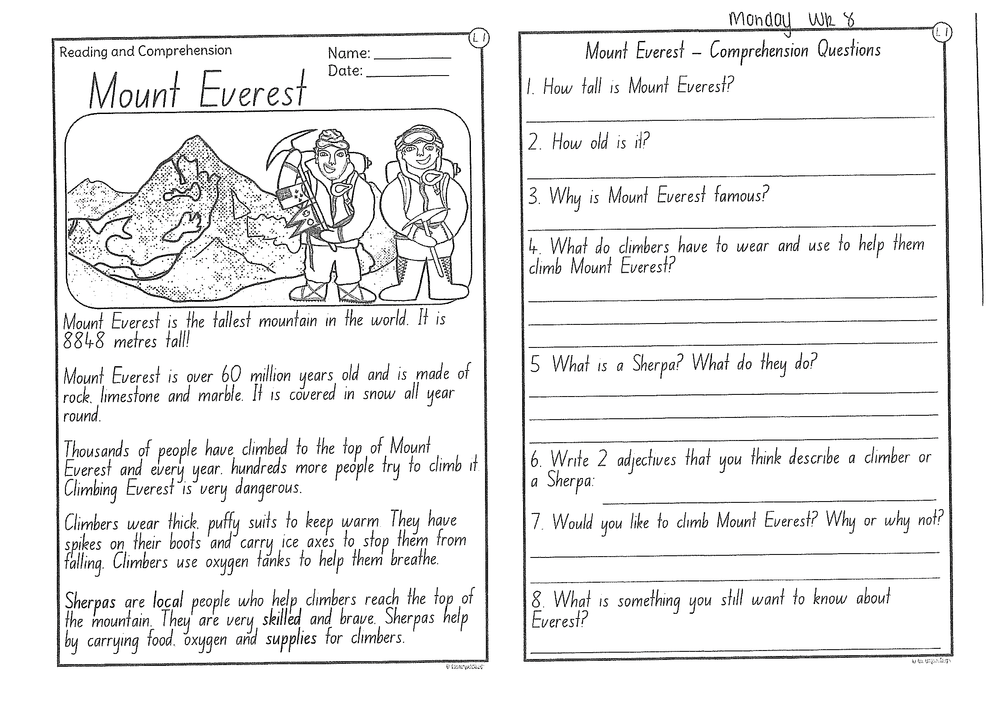 Monday Wk 8
L 1
Reading and Comprehension
Name:
Date:
Mount Everest
Mount Everest is the tallest mountain in the world. It is
8848 metres tall!
Mount Everest is over 60 million years old and is made of
rock, limestone and marble. It is covered in snow all year
round.
Thousands of people have climbed to the top of Mount
Everest and every year, hundreds more people try to climb it.
Climbing Everest is very dangerous.
Climbers wear thick, puffy suits to keep warm. They have
spikes on their boots and carry ice axes to stop them from
falling. Climbers use oxygen tanks to help them breathe.
Sherpas are local people who help climbers reach the top of
the mountain. They are very skilled and brave. Sherpas help
by carrying food, oxygen and supplies for climbers.
L 1
Mount Everest – Comprehension Questions
1. How tall is Mount Everest?
2. How old is it?
3. Why is Mount Everest famous?
4. What do climbers have to wear and use to help them
climb Mount Everest?
5 What is a Sherpa? What do they do?
6. Write 2 adjectives that you think describe a climber or
a Sherpa:
7. Would you like to climb Mount Everest? Why or why not?
8. What is something you still want to know about
Everest?